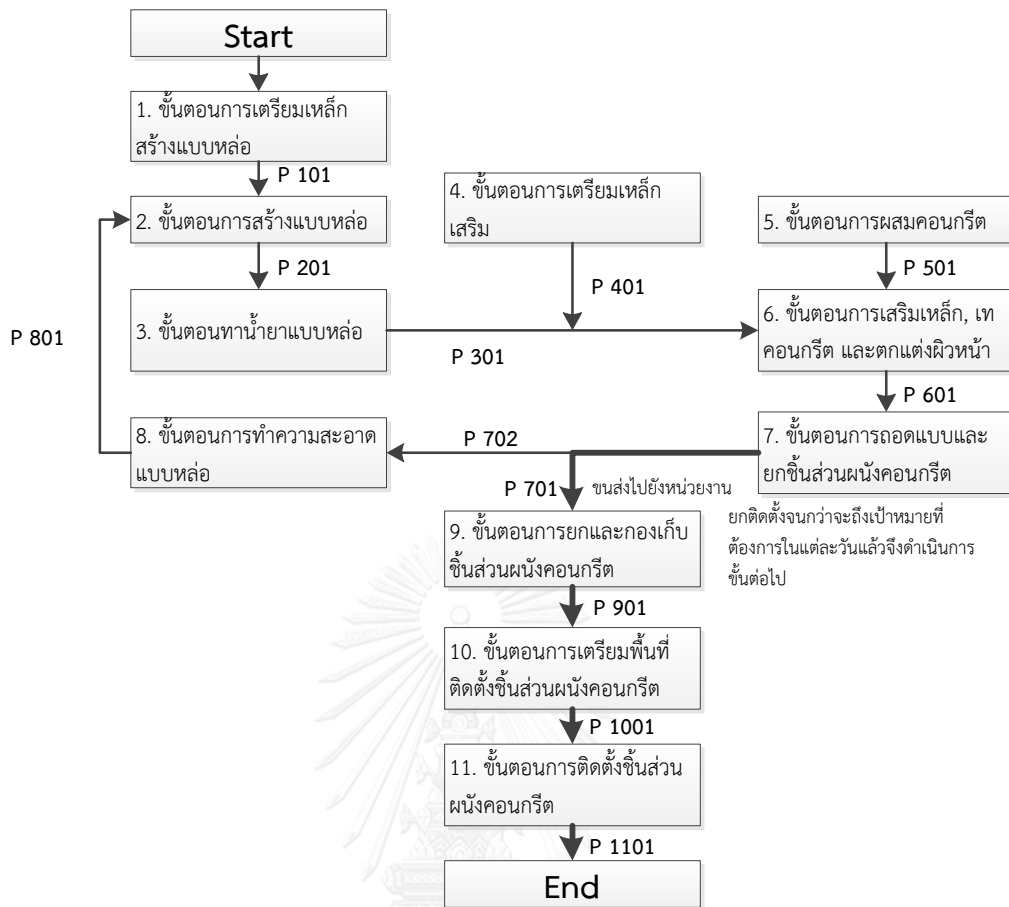 Start
1. ขั้นตอนการเตรียมเหล็ก
สร้างแบบหล่อ
P 101
2. ขั้นตอนการสร้างแบบหล่อ
P 201
3. ขั้นตอนทาน้ำยาแบบหล่อ
4. ขั้นตอนการเตรียมเหล็ก
เสริม
P 401
P 301
5. ขั้นตอนการผสมคอนกรีต
P 501
6. ขั้นตอนการเสริมเหล็ก, เท
คอนกรีต และตกแต่งผิวหน้า
P 601
7. ขั้นตอนการถอดแบบและ
ยกชิ้นส่วนผนังคอนกรีต
P 702
8. ขั้นตอนการทำความสะอาด
แบบหล่อ
P 801
P 701
ขนส่งไปยังหน่วยงาน
ยกติดตั้งจนกว่าจะถึงเป้าหมายที่
ต้องการในแต่ละวันแล้วจึงดำเนินการ
ขั้นต่อไป
9. ขั้นตอนการยกและกองเก็บ
ชิ้นส่วนผนังคอนกรีต
P 901
10. ขั้นตอนการเตรียมพื้นที่
ติดตั้งชิ้นส่วนผนังคอนกรีต
P 1001
11. ขั้นตอนการติดตั้งชิ้นส่วน
ผนังคอนกรีต
P 1101
End